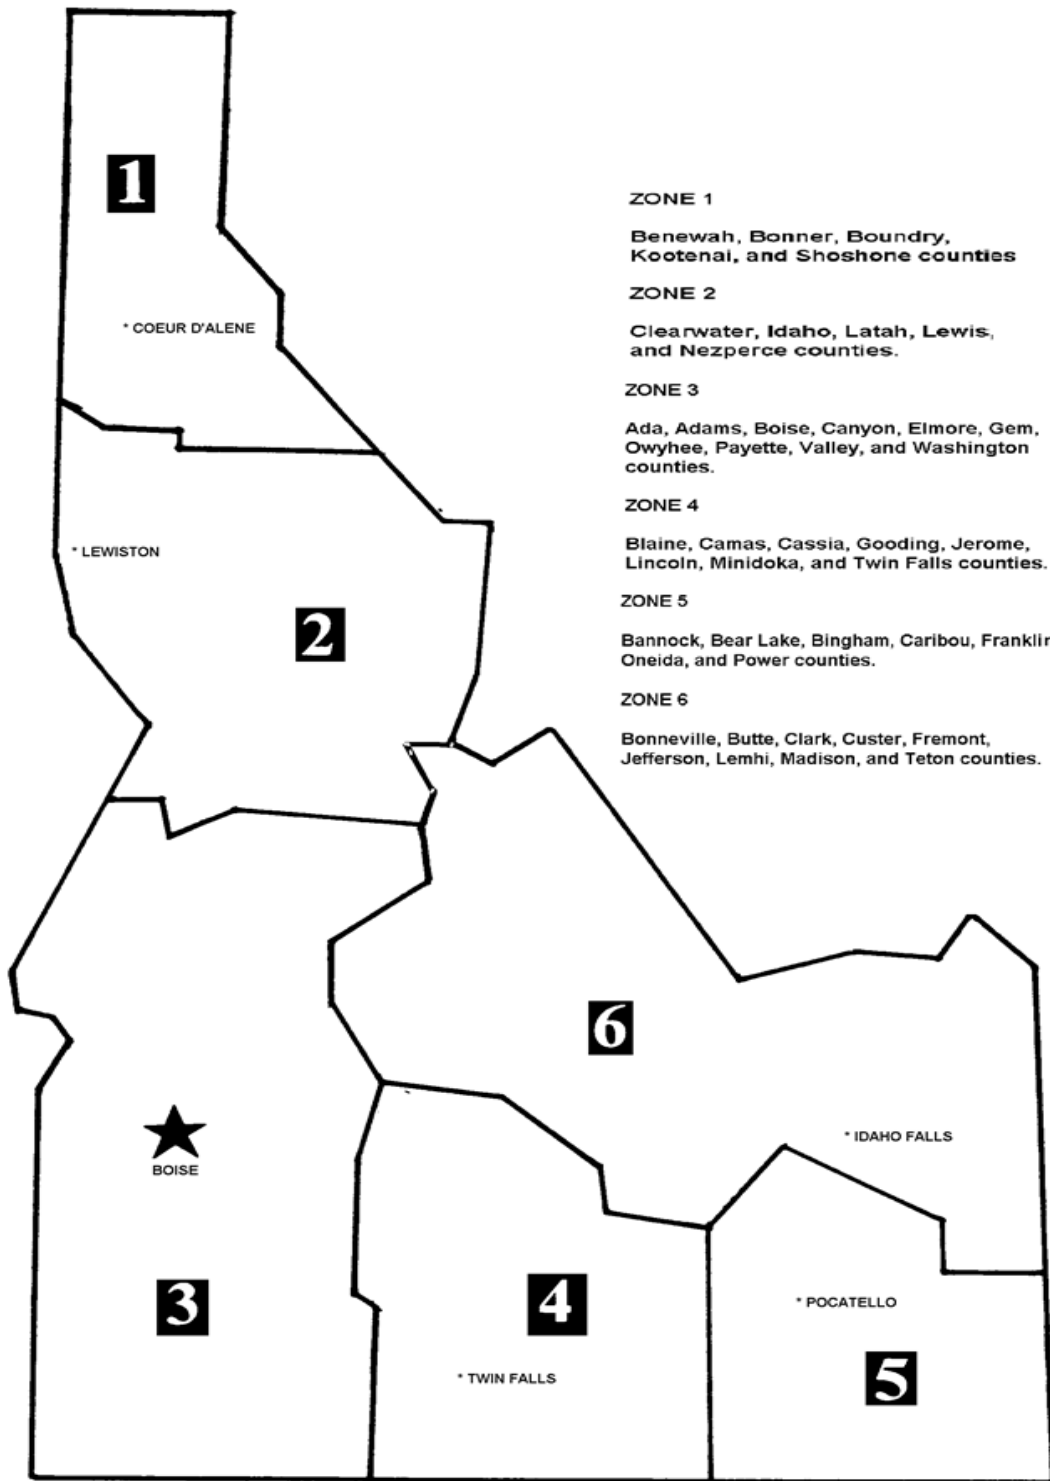 1
ZONE 1
Benewah, Bonner, Boundry,
Kootenai, and Shoshone counties
ZONE 2
* COEUR D'ALENE
Clearwater, Idaho, Latah, Lewis,
and Nezperce counties.
ZONE 3
Ada, Adams, Boise, Canyon, Elmore, Gem,
Owyhee, Payette, Valley, and Washington
counties.
ZONE 4
* LEWISTON
Blaine, Camas, Cassia, Gooding, Jerome,
Lincoln, Minidoka, and Twin Falls counties.
ZONE 5
2
Bannock, Bear Lake, Bingham, Caribou, Franklin
Oneida, and Power counties.
ZONE 6
Bonneville, Butte, Clark, Custer, Fremont,
Jefferson, Lemhi, Madison, and Teton counties.
6
* IDAHO FALLS
BOISE
3
4
* POCATELLO
* TWIN FALLS
5